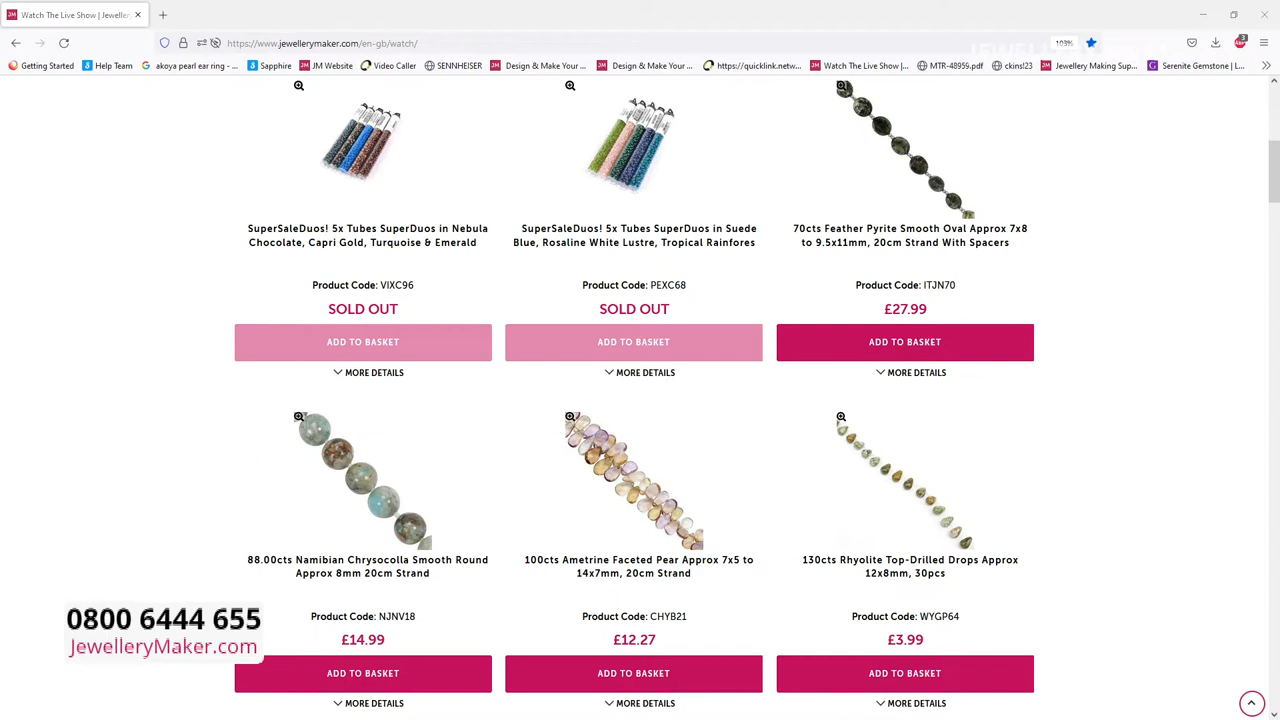 Watch The Live Show | Jeweller
https://www.jewellerymaker.com/es_gb/watch/
103%
3
Getting Started
Help Team
akoya pearl ear ring - ...
Sapphire
JM Website
Video Caller
SENNHEISER
Design & Make Your ...
Design & Make Your ...
https://quicklink.netw...
Watch The Live Show |...
MTR-48959.pdf
ckins!23
Jewelry Making Sup...
Serenite Gemstone | L...
SuperSaleDuos! 5x Tubes SuperDuos in Nebula
Chocolate, Capri Gold, Turquoise & Emerald
Product Code: VIXC96
SOLD OUT
ADD TO BASKET
MORE DETAILS
SuperSaleDuos! 5x Tubes SuperDuos in Suede
Blue, Rosaline White Lustre, Tropical Rainfores
Product Code: PEXC68
SOLD OUT
ADD TO BASKET
MORE DETAILS
70cts Feather Pyrite Smooth Oval Approx 7x8
to 9.5x11mm, 20cm Strand With Spacers
Product Code: ITJN70
£27.99
ADD TO BASKET
MORE DETAILS
88.00cts Namibian Chrysocolla Smooth Round
Approx 8mm 20cm Strand
Product Code: NJNV18
£14.99
ADD TO BASKET
MORE DETAILS
100cts Ametrine Faceted Pear Approx 7x5 to
14x7mm, 20cm Strand
Product Code: CHYB21
£12.27
ADD TO BASKET
MORE DETAILS
130cts Rhyolite Top-Drilled Drops Approx
12x8mm, 30pcs
Product Code: WYGP64
£3.99
ADD TO BASKET
MORE DETAILS
0800 6444 655
JewelleryMaker.com